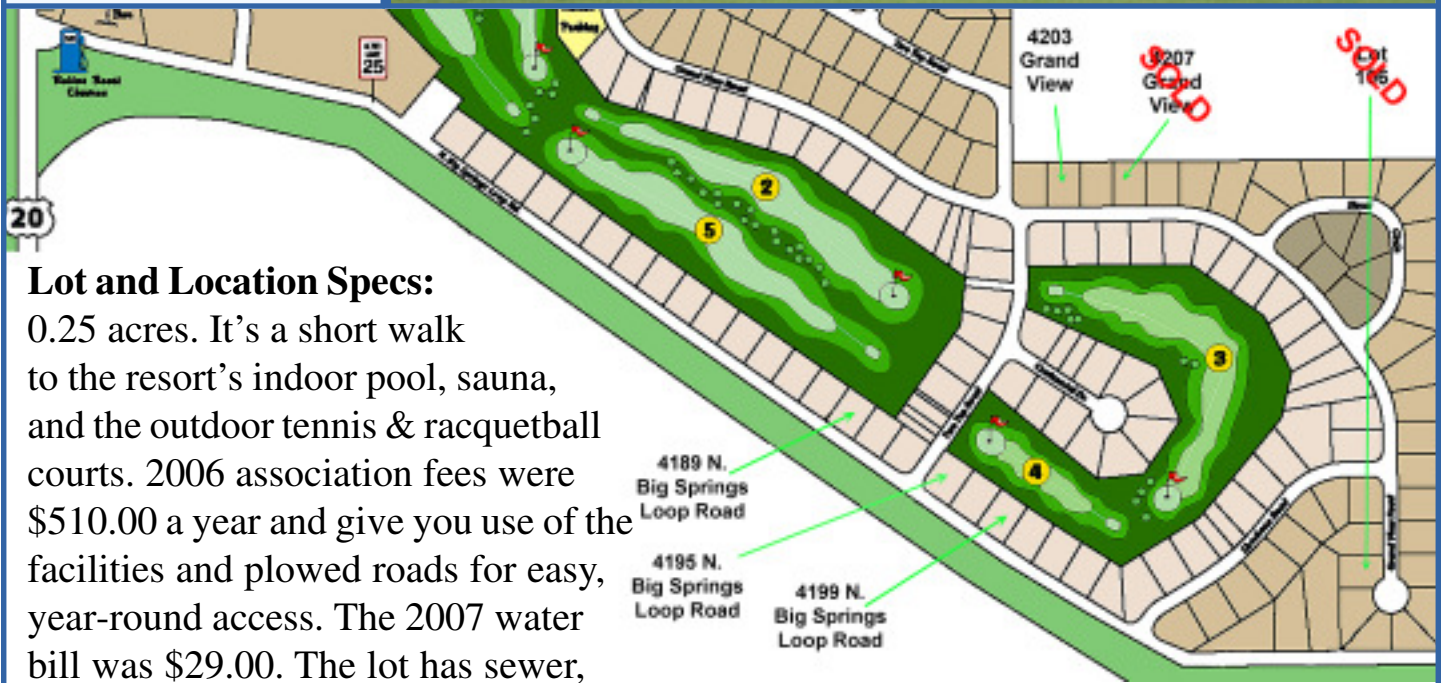 25
4203
Grand
View
4207
Grand
View
SOLD
Lot
106
SOLD
20
2
5
3
4
Lot and Location Specs:
0.25 acres. It’s a short walk
to the resort’s indoor pool, sauna,
and the outdoor tennis & racquetball
courts. 2006 association fees were
$510.00 a year and give you use of the
facilities and plowed roads for easy,
year-round access. The 2007 water
bill was $29.00. The lot has sewer,
4189 N.
Big Springs
Loop Road
4195 N.
Big Springs
Loop Road
4199 N.
Big Springs
Loop Road